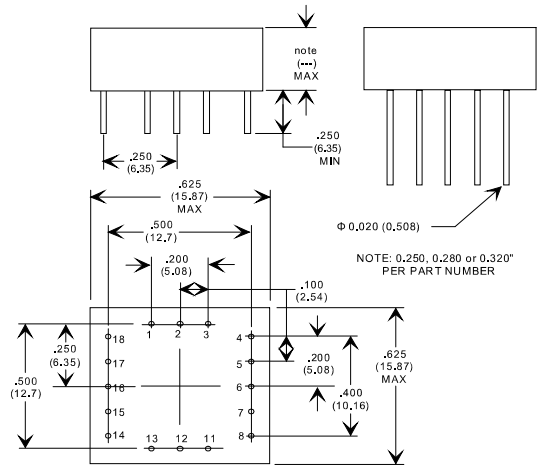 note
(---)
MAX
.250
(6.35)
MIN
.250
(6.35)
.625
(15.87)
MAX
Φ 0.020 (0.508)
.500
(12.7)
NOTE: 0.250, 0.280 or 0.320"
PER PART NUMBER
.200
(5.08)
.100
(2.54)
18 1 2 3 4
.250
(6.35)
17 5
.200
(5.08)
.625
(15.87)
MAX
.500
(12.7)
16 6
.400
(10.16)
15 7
14 13 12 11 8